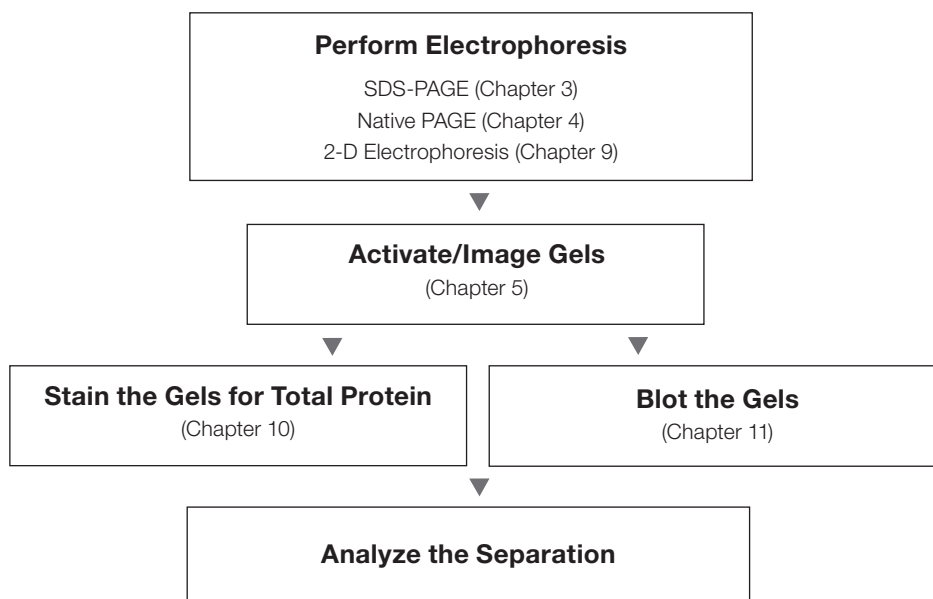 Perform Electrophoresis
SDS-PAGE (Chapter 3)
Native PAGE (Chapter 4)
2-D Electrophoresis (Chapter 9)
Activate/Image Gels
(Chapter 5)
Stain the Gels for Total Protein
(Chapter 10)
Blot the Gels
(Chapter 11)
Analyze the Separation